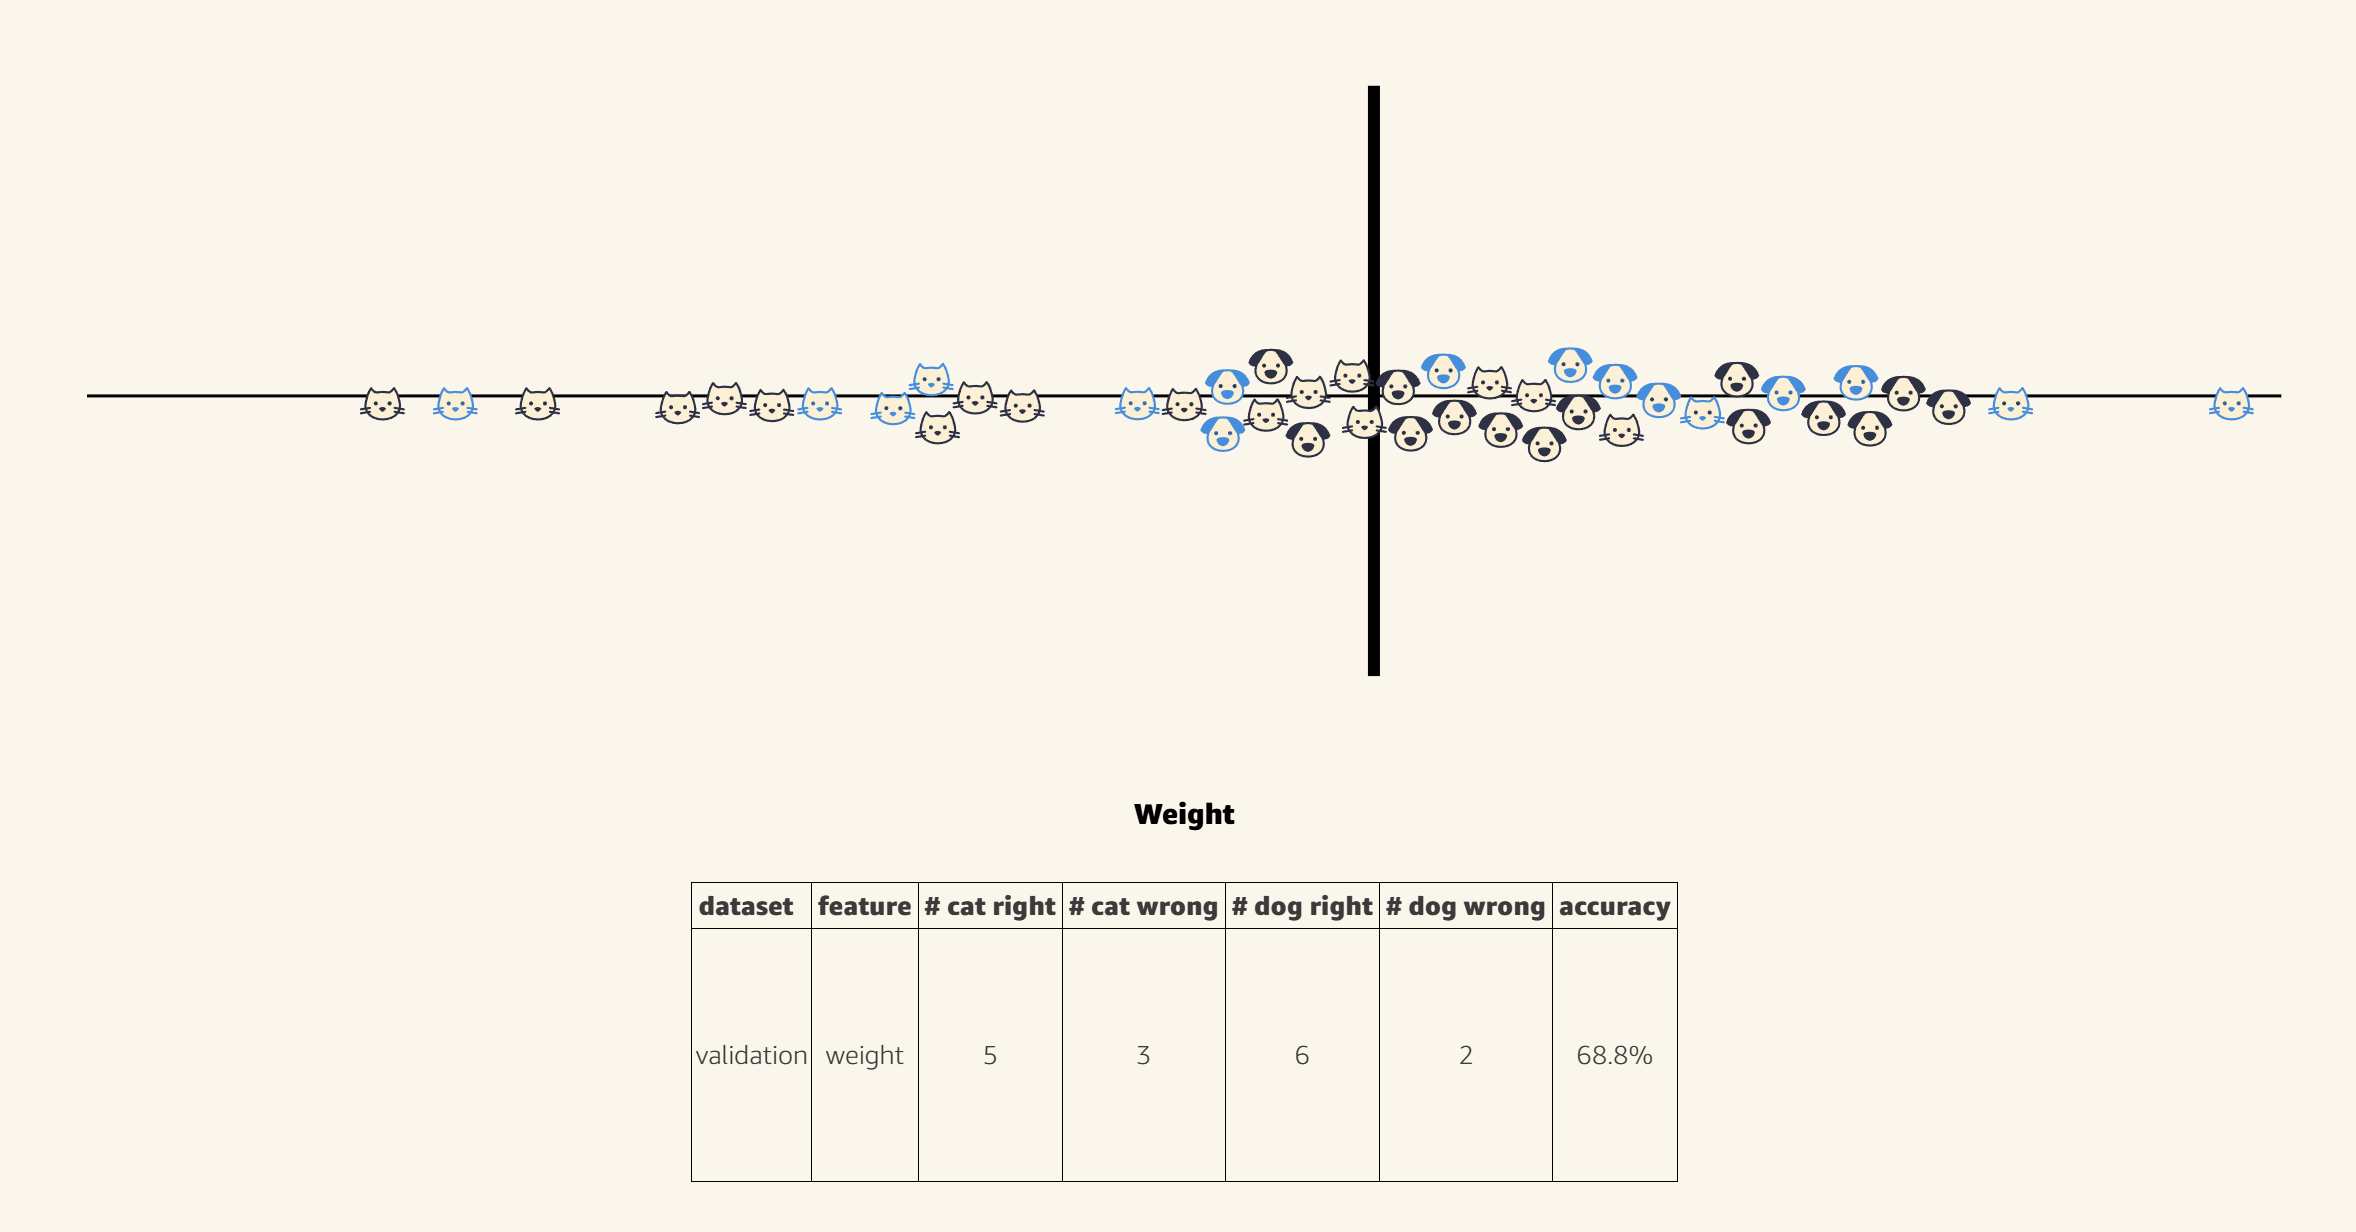 Weight
dataset feature # cat right # cat wrong # dog right # dog wrong accuracy
validation weight 5 3 6 2 68.8%